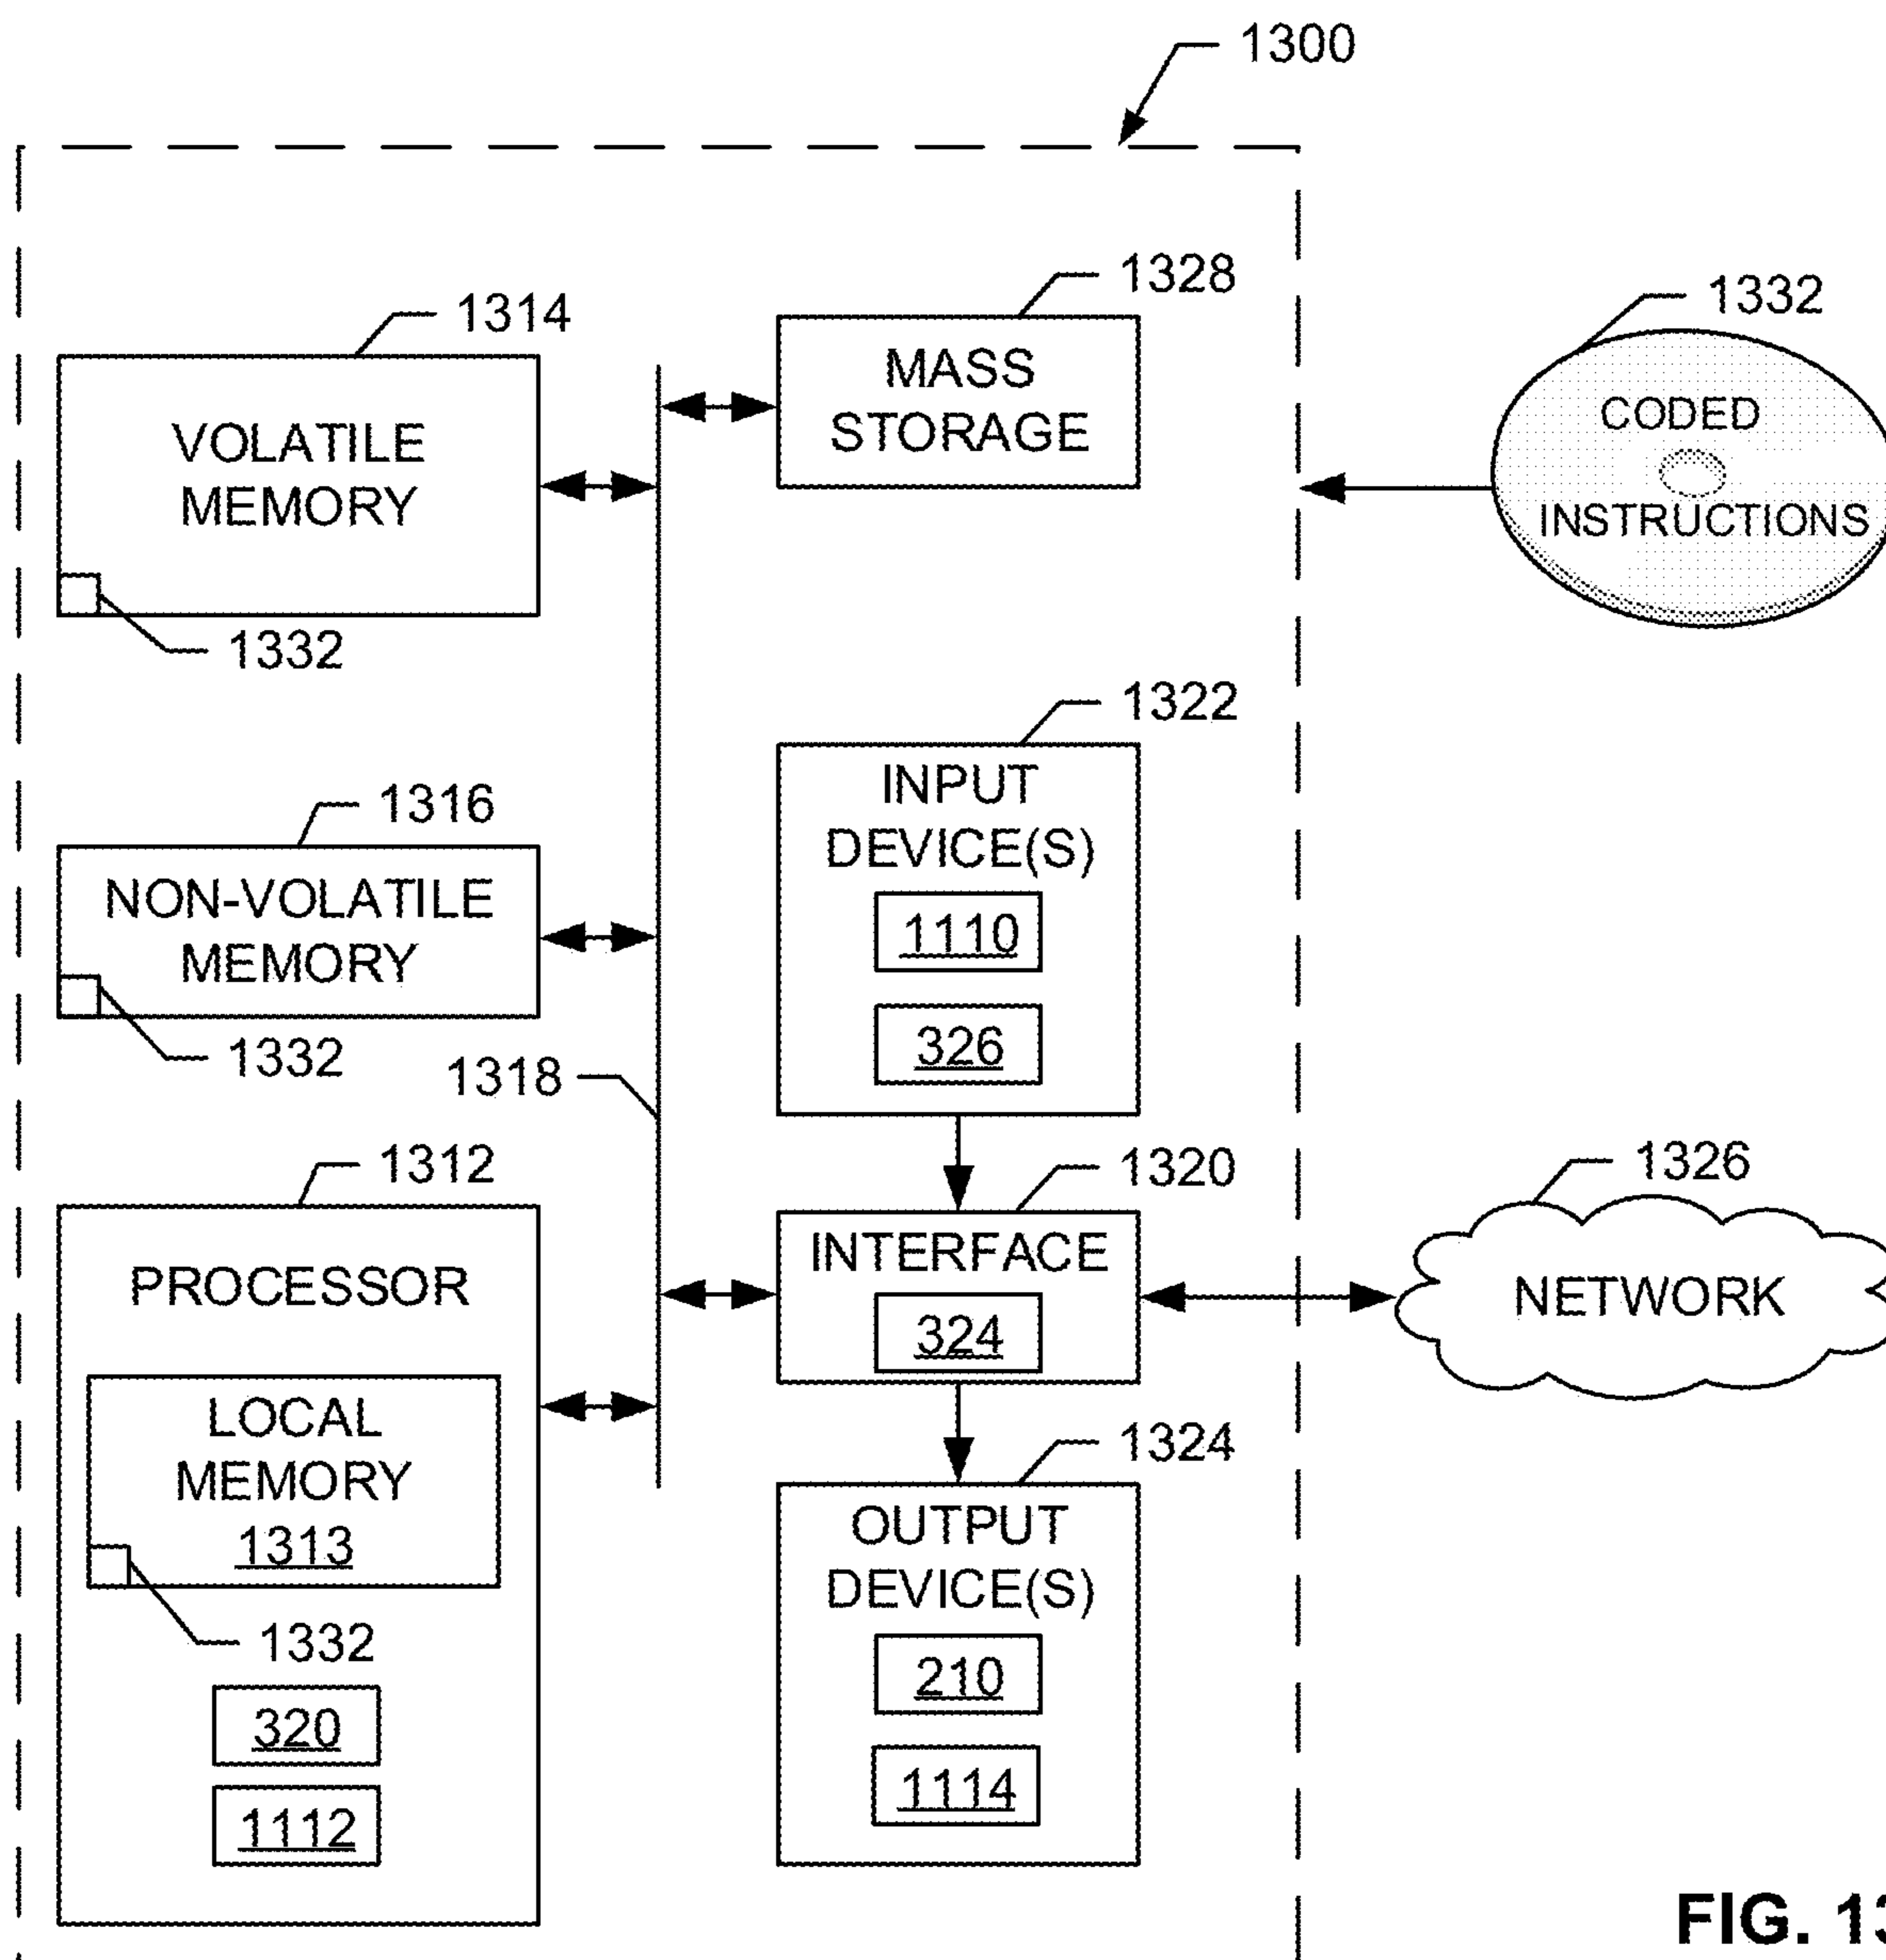 1300
1328
MASS
STORAGE
1314
VOLATILE
MEMORY
1332
1332
CODED
INSTRUCTIONS
1322
INPUT
DEVICE(S)
1110
326
1316
NON-VOLATILE
MEMORY
1332
1318
1312
PROCESSOR
LOCAL
MEMORY
1313
1332
320
1112
1320
INTERFACE
324
1326
NETWORK
1324
OUTPUT
DEVICE(S)
210
1114
FIG. 13